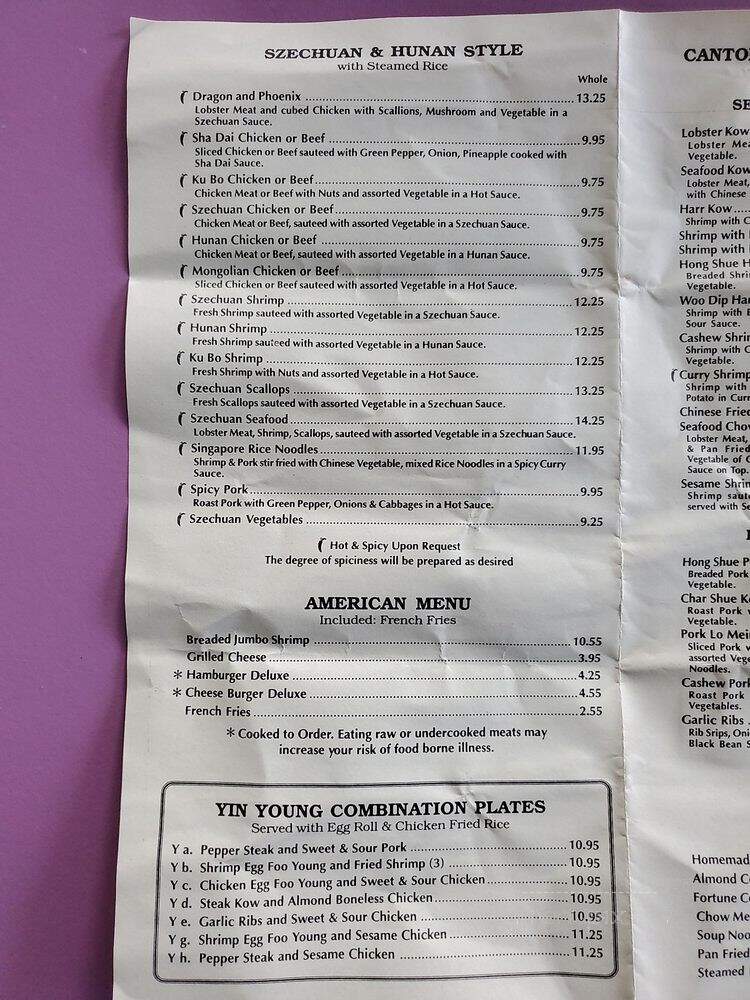 SZECHUAN & HUNAN STYLE
with Steamed Rice
Whole
Dragon and Phoenix ........ 13.25
Lobster Meat and cubed Chicken with Scallions, Mushroom and Vegetable in a
Szechuan Sauce.
Sha Dai Chicken or Beef ........ 9.95
Sliced Chicken or Beef sauteed with Green Pepper, Onion, Pineapple cooked with
Sha Dai Sauce.
Ku Bo Chicken or Beef ........ 9.75
Chicken Meat or Beef with Nuts and assorted Vegetable in a Hot Sauce.
Szechuan Chicken or Beef ........ 9.75
Chicken Meat or Beef, sauteed with assorted Vegetable in a Szechuan Sauce.
Hunan Chicken or Beef ........ 9.75
Chicken Meat or Beef, sauteed with assorted Vegetable in a Hunan Sauce.
Mongolian Chicken or Beef ........ 9.75
Sliced Chicken or Beef sauteed with assorted Vegetable in a Hot Sauce.
Szechuan Shrimp ........ 12.25
Fresh Shrimp sauteed with assorted Vegetable in a Szechuan Sauce.
Hunan Shrimp ........ 12.25
Fresh Shrimp sauteed with assorted Vegetable in a Hunan Sauce.
Ku Bo Shrimp ........ 12.25
Fresh Shrimp with Nuts and assorted Vegetable in a Hot Sauce.
Szechuan Scallops ........ 13.25
Fresh Scallops sauteed with assorted Vegetable in a Szechuan Sauce.
Szechuan Seafood ........ 14.25
Lobster Meat, Shrimp, Scallops, sauteed with assorted Vegetable in a Szechuan Sauce.
Singapore Rice Noodles ........ 11.95
Shrimp & Pork stir fried with Chinese Vegetable, mixed Rice Noodles in a Spicy Curry
Sauce.
Spicy Pork ........ 9.95
Roast Pork with Green Pepper, Onions & Cabbages in a Hot Sauce.
Szechuan Vegetables ........ 9.25
Hot & Spicy Upon Request
The degree of spiciness will be prepared as desired
AMERICAN MENU
Included: French Fries
Breaded Jumbo Shrimp ........ 10.55
Grilled Cheese ........ 3.95
* Hamburger Deluxe ........ 4.25
* Cheese Burger Deluxe ........ 4.55
French Fries ........ 2.55
* Cooked to Order. Eating raw or undercooked meats may
increase your risk of food borne illness.
YIN YOUNG COMBINATION PLATES
Served with Egg Roll & Chicken Fried Rice
Y a. Pepper Steak and Sweet & Sour Pork ........ 10.95
Y b. Shrimp Egg Foo Young and Fried Shrimp (3) ........ 10.95
Y c. Chicken Egg Foo Young and Sweet & Sour Chicken ........ 10.95
Y d. Steak Kow and Almond Boneless Chicken ........ 10.95
Y e. Garlic Ribs and Sweet & Sour Chicken ........ 10.95
Y g. Shrimp Egg Foo Young and Sesame Chicken ........ 11.25
Y h. Pepper Steak and Sesame Chicken ........ 11.25
CANTO
SE
Lobster Kow
Lobster Mea
Vegetable.
Seafood Kow
Lobster Meat,
with Chinese
Harr Kow....
Shrimp with C
Shrimp with
Shrimp with
Hong Shue H
Breaded Shri
Vegetable.
Woo Dip Har
Shrimp with B
Sour Sauce.
Cashew Shrim
Shrimp with C
Vegetable.
Curry Shrimp
Shrimp with
Potato in Curr
Chinese Fried
Seafood Chow
Lobster Meat,
& Pan Fried
Vegetable of C
Sauce on Top.
Sesame Shrim
Shrimp saut
served with Se
Hong Shue P
Breaded Pork
Vegetable.
Char Shue K
Roast Pork w
Vegetable.
Pork Lo Mei
Sliced Pork w
assorted Vege
Noodles.
Cashew Pork
Roast Pork
Vegetables.
Garlic Ribs .
Rib Srips, Oni
Black Bean S
Homemad
Almond Co
Fortune Co
Chow Me
Soup Noo
Pan Fried
Steamed